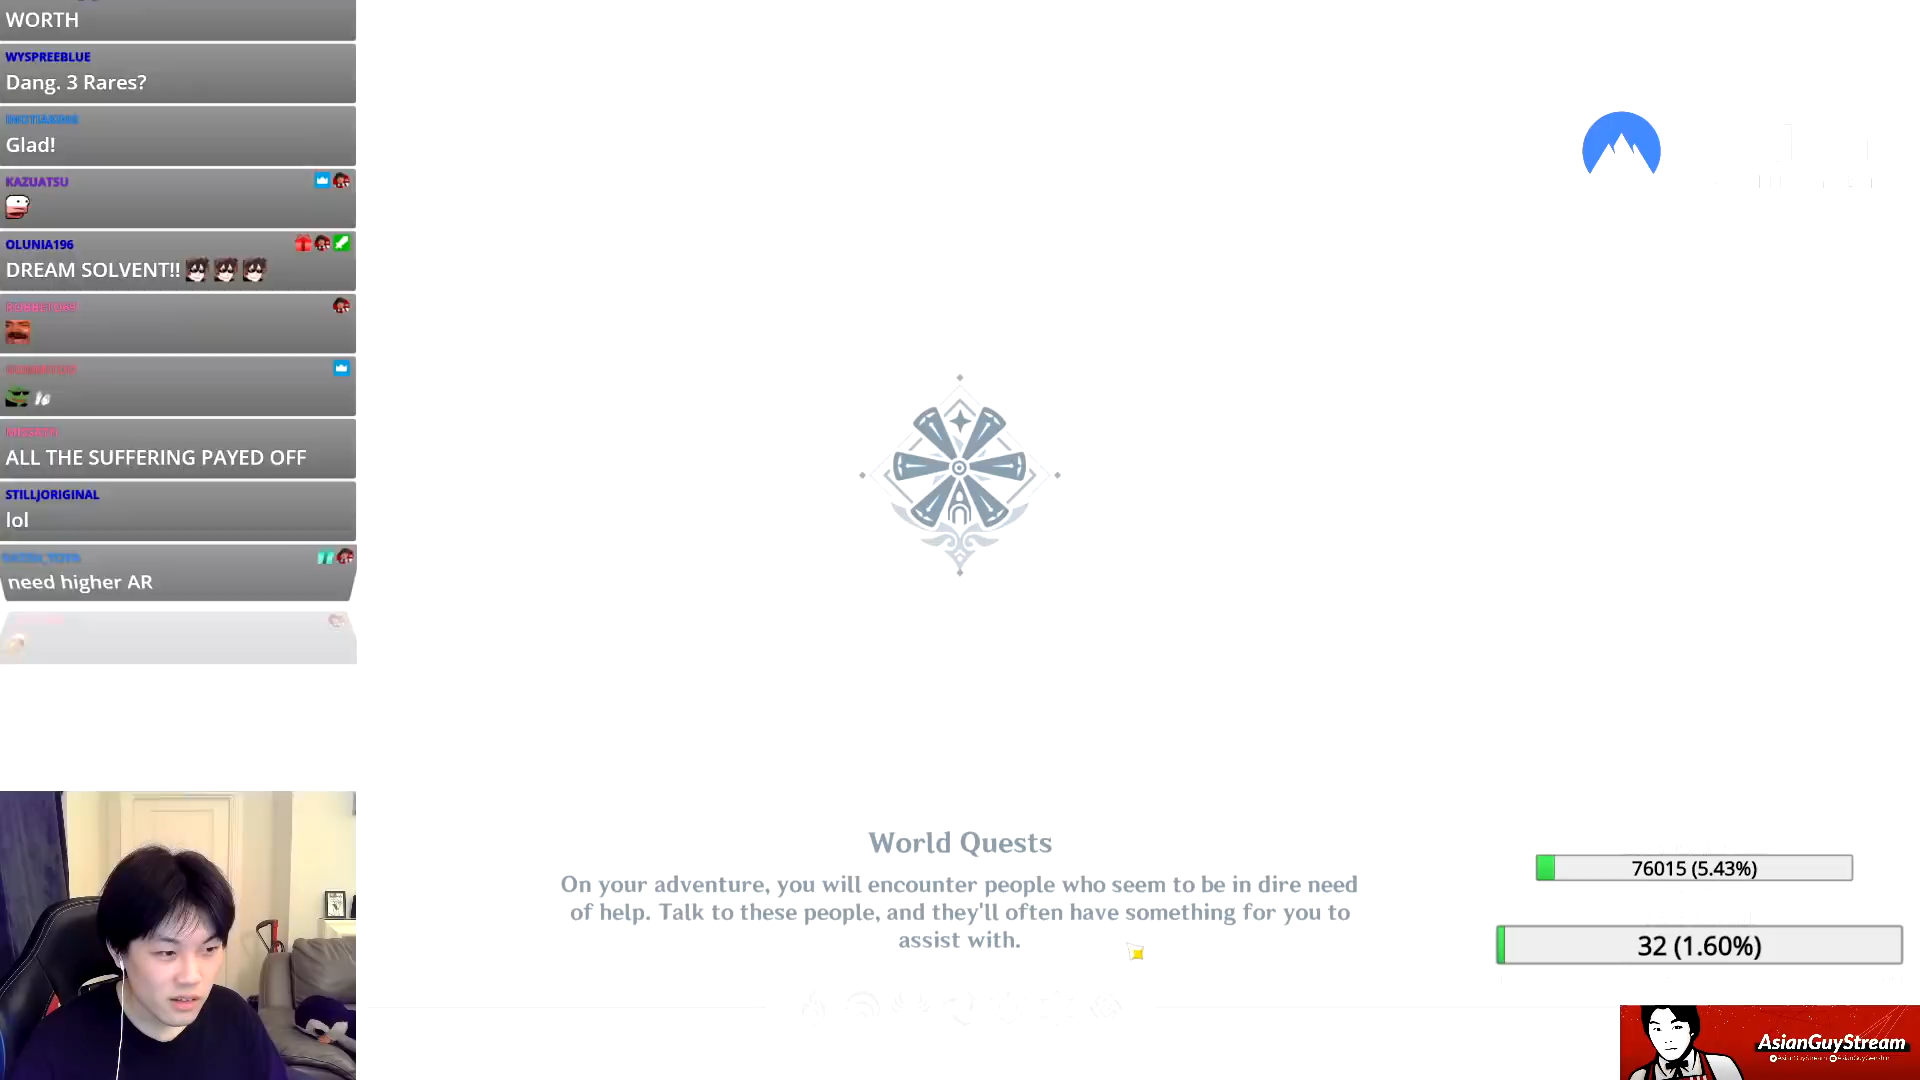 WORTH
WYSPREEBLUE
Dang. 3 Rares?
Glad!
KAZUATSU
OLUNIA196
DREAM SOLVENT!!
ALL THE SUFFERING PAYED OFF
STILLJORIGINAL
lol
need higher AR
World Quests
On your adventure, you will encounter people who seem to be in dire need
of help. Talk to these people, and they'll often have something for you to
assist with.
76015 (5.43%)
32 (1.60%)
AsianGuyStream